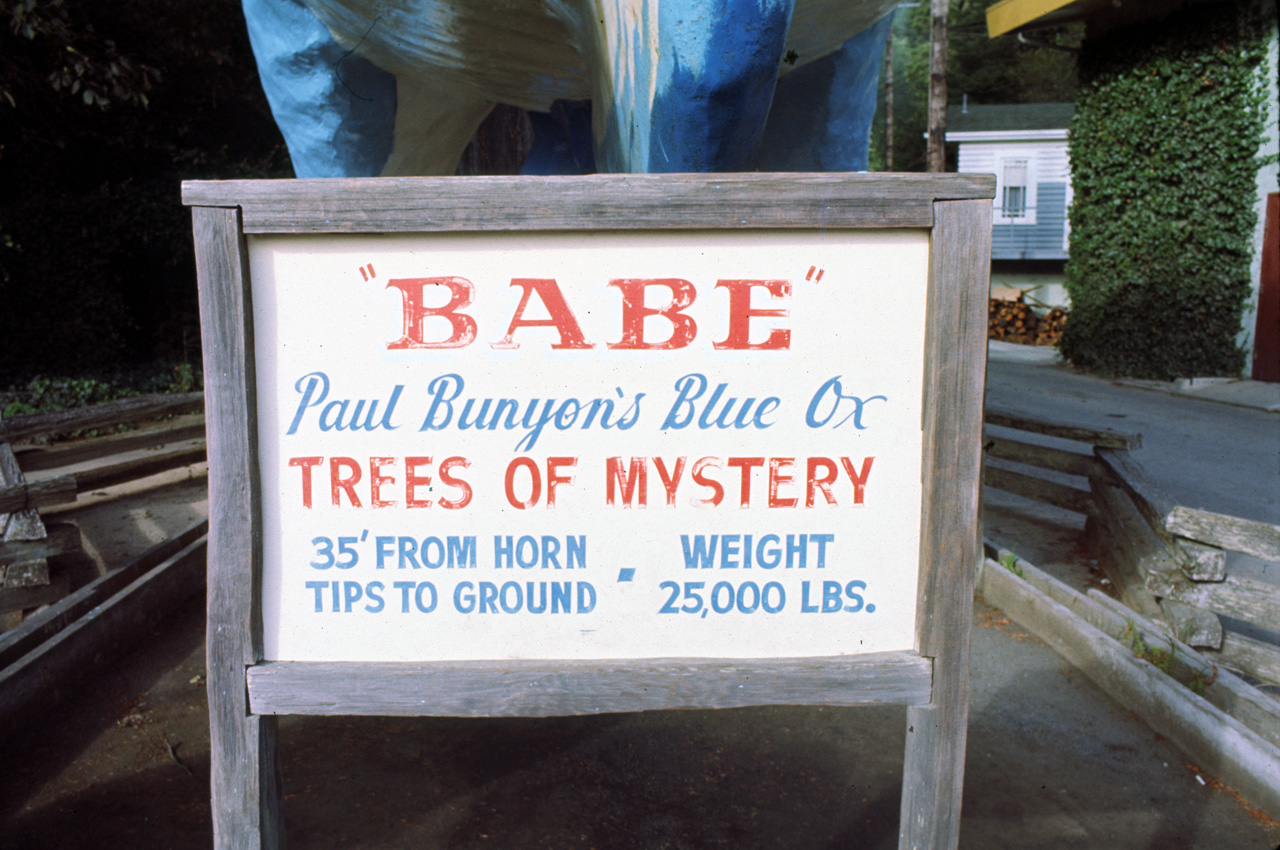 "BABE"
Paul Bunyon's Blue Ox
TREES OF MYSTERY
35' FROM HORN
TIPS TO GROUND
▪
WEIGHT
25,000 LBS.